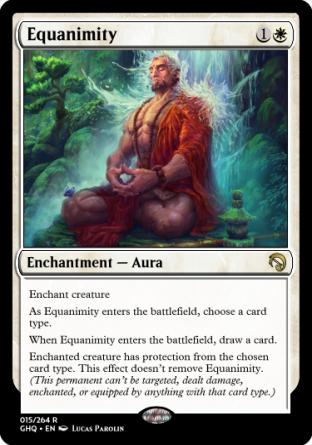 Equanimity 1
Enchantment — Aura
Enchant creature
As Equanimity enters the battlefield, choose a card
type.
When Equanimity enters the battlefield, draw a card.
Enchanted creature has protection from the chosen
card type. This effect doesn't remove Equanimity.
(This permanent can't be targeted, dealt damage,
enchanted, or equipped by anything with that card type.)
015/264 R
GHQ • EN Lucas Parolin